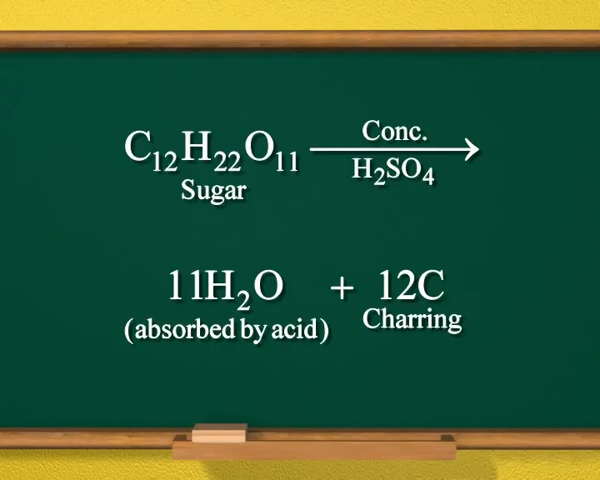 C₁₂H₂₂O₁₁ ⟶
Conc.
H₂SO₄
Sugar
11H₂O + 12C
(absorbed by acid)
Charring